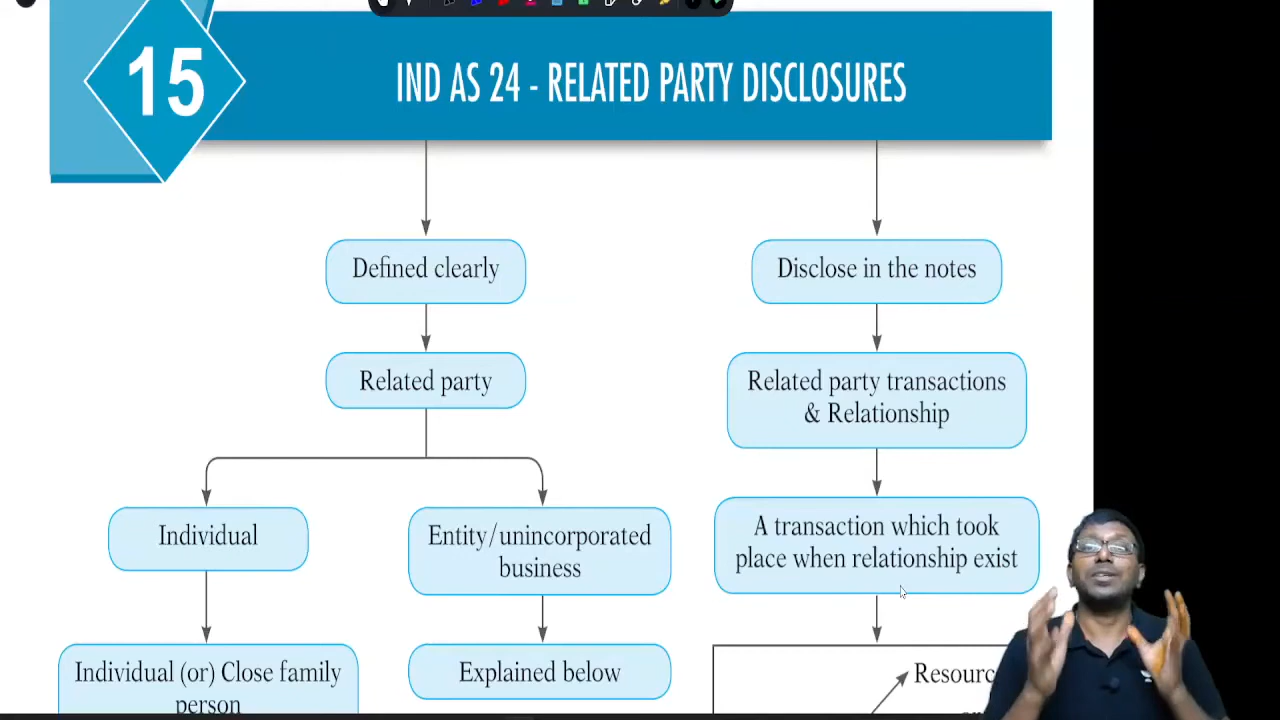 15
IND AS 24 - RELATED PARTY DISCLOSURES
Defined clearly
Related party
Individual
Entity/unincorporated
business
Individual (or) Close family
person
Explained below
Disclose in the notes
Related party transactions
& Relationship
A transaction which took
place when relationship exist